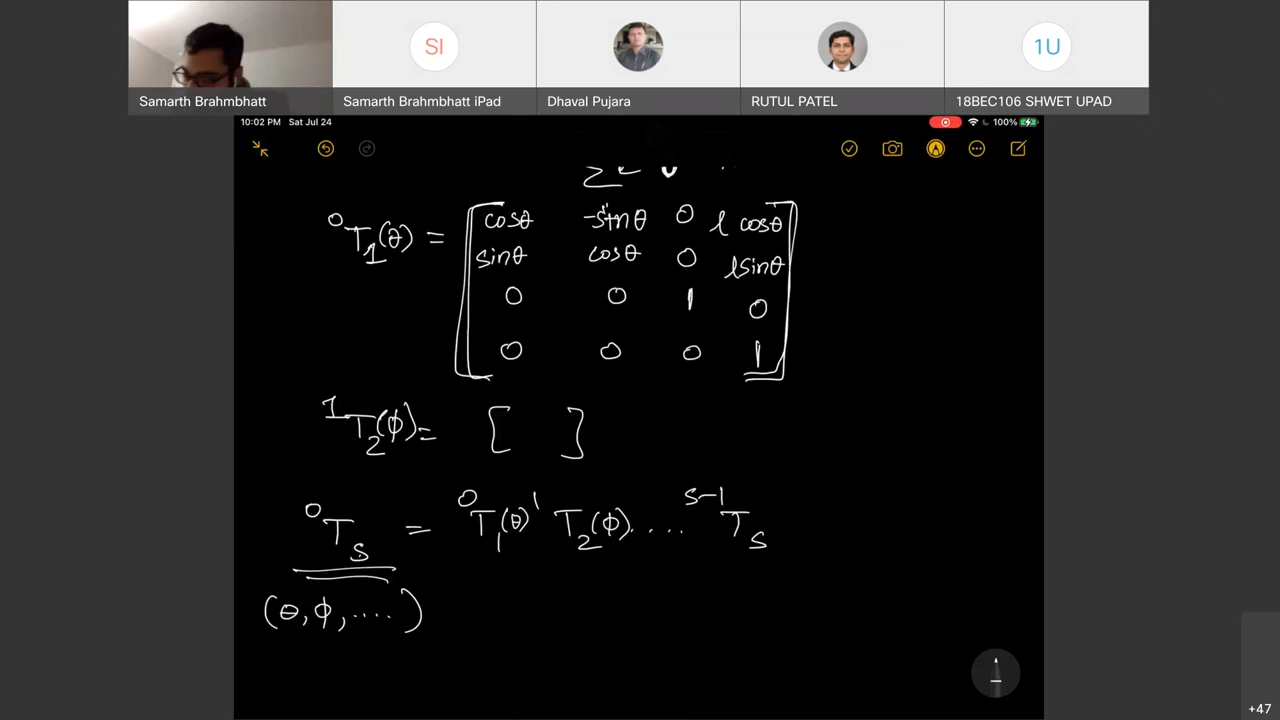 SI
1U
Samarth Brahmbhatt
Samarth Brahmbhatt iPad
Dhaval Pujara
RUTUL PATEL
18BEC106 SHWET UPAD
10:02 PM Sat Jul 24
100%
⁰T₁(θ) = [ cosθ -sinθ 0 l cosθ
sinθ cosθ 0 lsinθ
0 0 1 0
0 0 0 1 ]
¹T₂(ϕ) = [ ]
⁰Tₛ = ⁰T₁(θ) ¹T₂(ϕ) .... ˢ⁻¹Tₛ
(θ, ϕ, ....)
+47